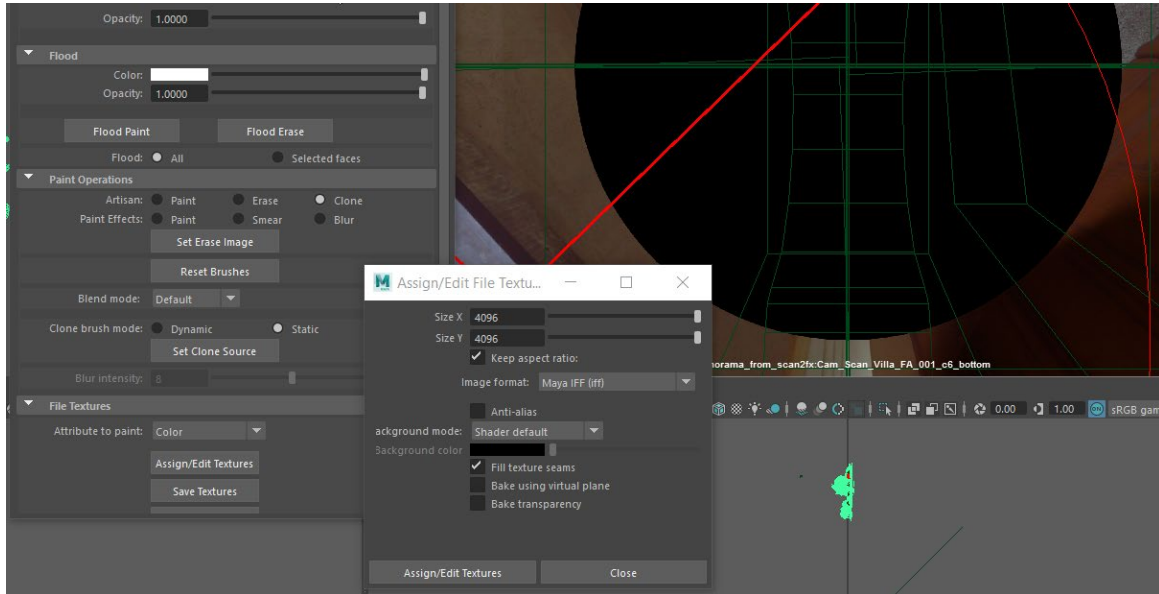 Opacity: 1.0000
Flood
Color:
Opacity: 1.0000
Flood Paint Flood Erase
Flood: All Selected faces
Paint Operations
Artisan: Paint Erase Clone
Paint Effects: Paint Smear Blur
Set Erase Image
Reset Brushes
Blend mode: Default
Clone brush mode: Dynamic Static
Set Clone Source
Blur intensity: 8
File Textures
Attribute to paint: Color
Assign/Edit Textures
Save Textures
M Assign/Edit File Textu...
Size X 4096
Size Y 4096
Keep aspect ratio:
Image format: Maya IFF (iff)
Anti-alias
ackground mode: Shader default
Background color
Fill texture seams
Bake using virtual plane
Bake transparency
Assign/Edit Textures Close
norama_from_scan2fx:Cam_Scan_Villa_FA_001_c6_bottom
0.00 1.00 sRGB gam